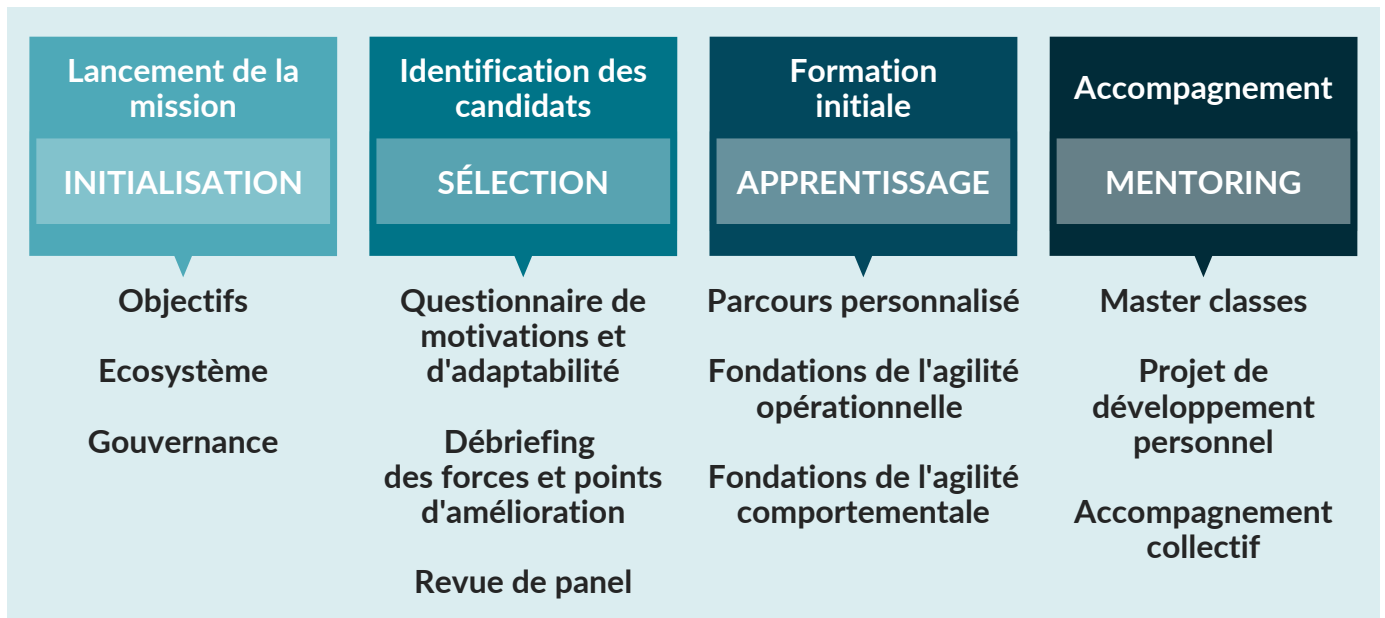 Lancement de la
mission
INITIALISATION
Objectifs
Ecosystème
Gouvernance
Identification des
candidats
SÉLECTION
Questionnaire de
motivations et
d'adaptabilité
Débriefing
des forces et points
d'amélioration
Revue de panel
Formation
initiale
APPRENTISSAGE
Parcours personnalisé
Fondations de l'agilité
opérationnelle
Fondations de l'agilité
comportementale
Accompagnement
MENTORING
Master classes
Projet de
développement
personnel
Accompagnement
collectif